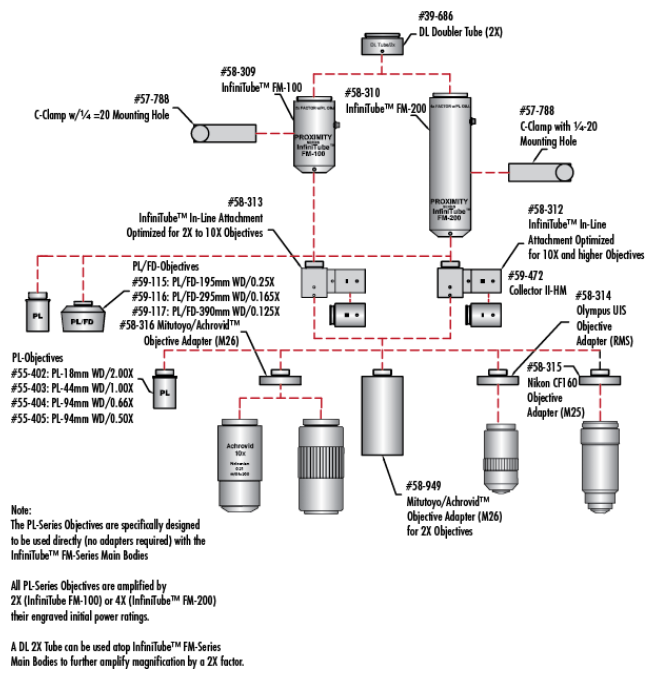 #39-686
DL Doubler Tube (2X)
DL Tube/2x
#58-309
InfiniTube™ FM-100
#58-310
InfiniTube™ FM-200
#57-788
C-Clamp w/¼ =20 Mounting Hole
PROXIMITY
InfiniTube™
FM-100
#57-788
C-Clamp with ¼-20
Mounting Hole
PROXIMITY
InfiniTube™
FM-200
#58-313
InfiniTube™ In-Line Attachment
Optimized for 2X to 10X Objectives
#58-312
InfiniTube™ In-Line
Attachment Optimized
for 10X and higher Objectives
#59-472
Collector II-HM
PL
PL/FD
PL/FD-Objectives
#59-115: PL/FD-195mm WD/0.25X
#59-116: PL/FD-295mm WD/0.165X
#59-117: PL/FD-390mm WD/0.125X
#58-316 Mitutoyo/Achrovid™
Objective Adapter (M26)
#58-314
Olympus UIS
Objective
Adapter (RMS)
#58-315
Nikon CF160
Objective
Adapter (M25)
PL-Objectives
#55-402: PL-18mm WD/2.00X
#55-403: PL-44mm WD/1.00X
#55-404: PL-94mm WD/0.66X
#55-405: PL-94mm WD/0.50X
PL
Achrovid
10x
#58-949
Mitutoyo/Achrovid™
Objective Adapter (M26)
for 2X Objectives
Note:
The PL-Series Objectives are specifically designed
to be used directly (no adapters required) with the
InfiniTube™ FM-Series Main Bodies
All PL-Series Objectives are amplified by
2X (InfiniTube FM-100) or 4X (InfiniTube™ FM-200)
their engraved initial power ratings.
A DL 2X Tube can be used atop InfiniTube™ FM-Series
Main Bodies to further amplify magnification by a 2X factor.